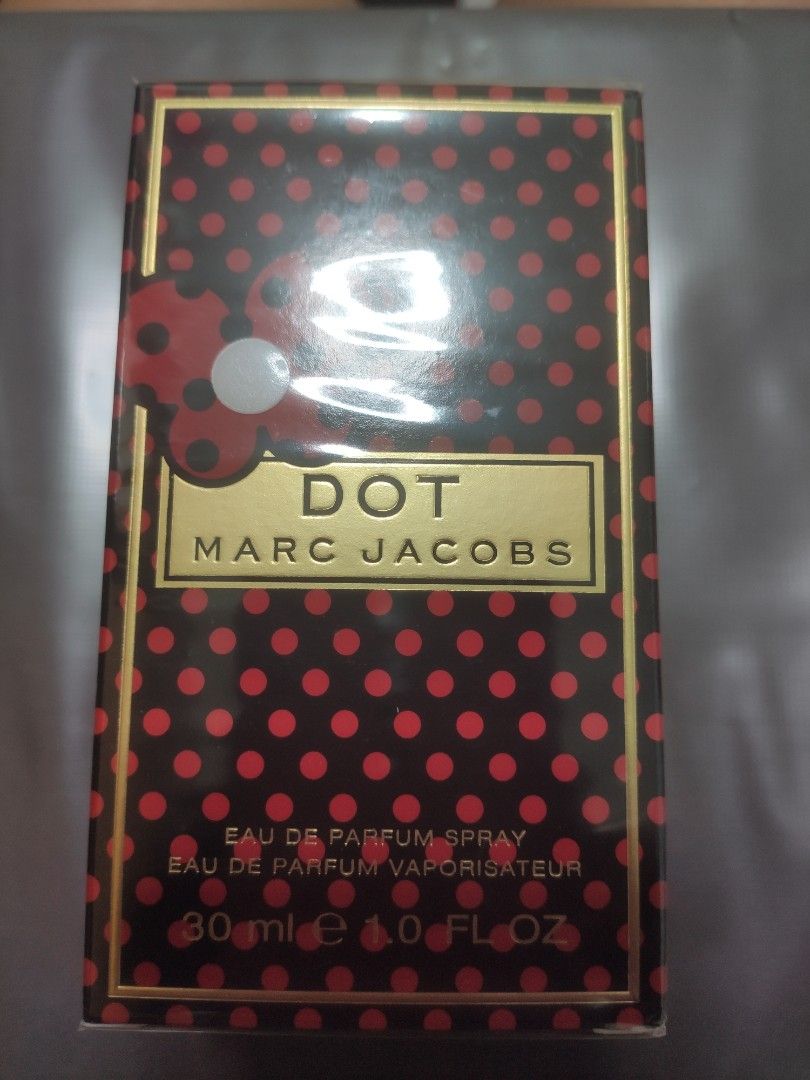 DOT
MARC JACOBS
EAU DE PARFUM SPRAY
EAU DE PARFUM VAPORISATEUR
30 ml ℮ 1.0 FL OZ